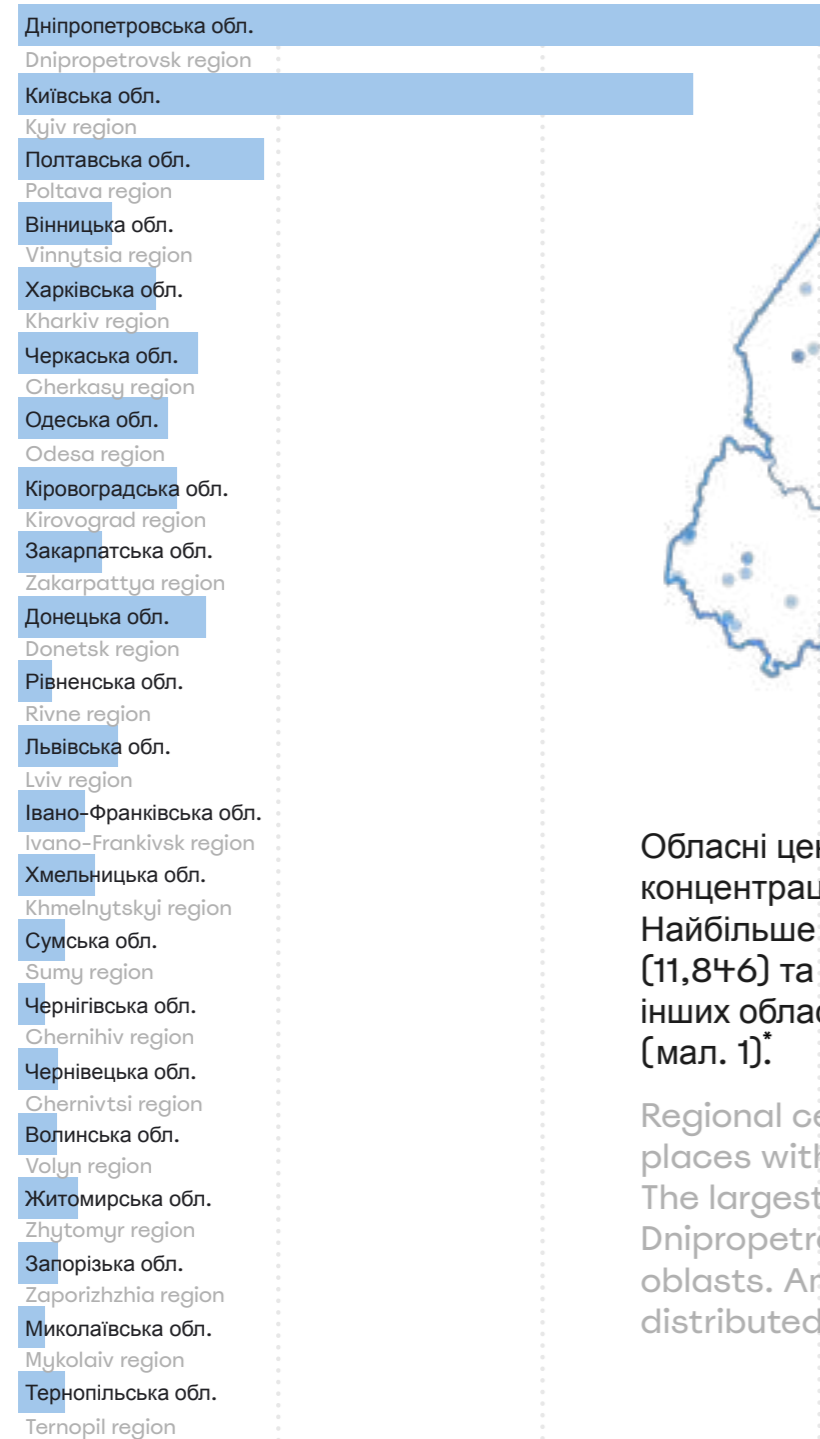 Дніпропетровська обл.
Dnipropetrovsk region
Київська обл.
Kyiv region
Полтавська обл.
Poltava region
Вінницька обл.
Vinnytsia region
Харківська обл.
Kharkiv region
Черкаська обл.
Cherkasy region
Одеська обл.
Odesa region
Кіровоградська обл.
Kirovograd region
Закарпатська обл.
Zakarpattya region
Донецька обл.
Donetsk region
Рівненська обл.
Rivne region
Львівська обл.
Lviv region
Івано-Франківська обл.
Ivano-Frankivsk region
Хмельницька обл.
Khmelnytskyi region
Сумська обл.
Sumy region
Чернігівська обл.
Chernihiv region
Чернівецька обл.
Chernivtsi region
Волинська обл.
Volyn region
Житомирська обл.
Zhytomyr region
Запорізька обл.
Zaporizhzhia region
Миколаївська обл.
Mykolaiv region
Тернопільська обл.
Ternopil region
Обласні
Найбільше
(11,846) та
інших
(мал. 1).*
Regional
places
The largest
oblasts.
distributed